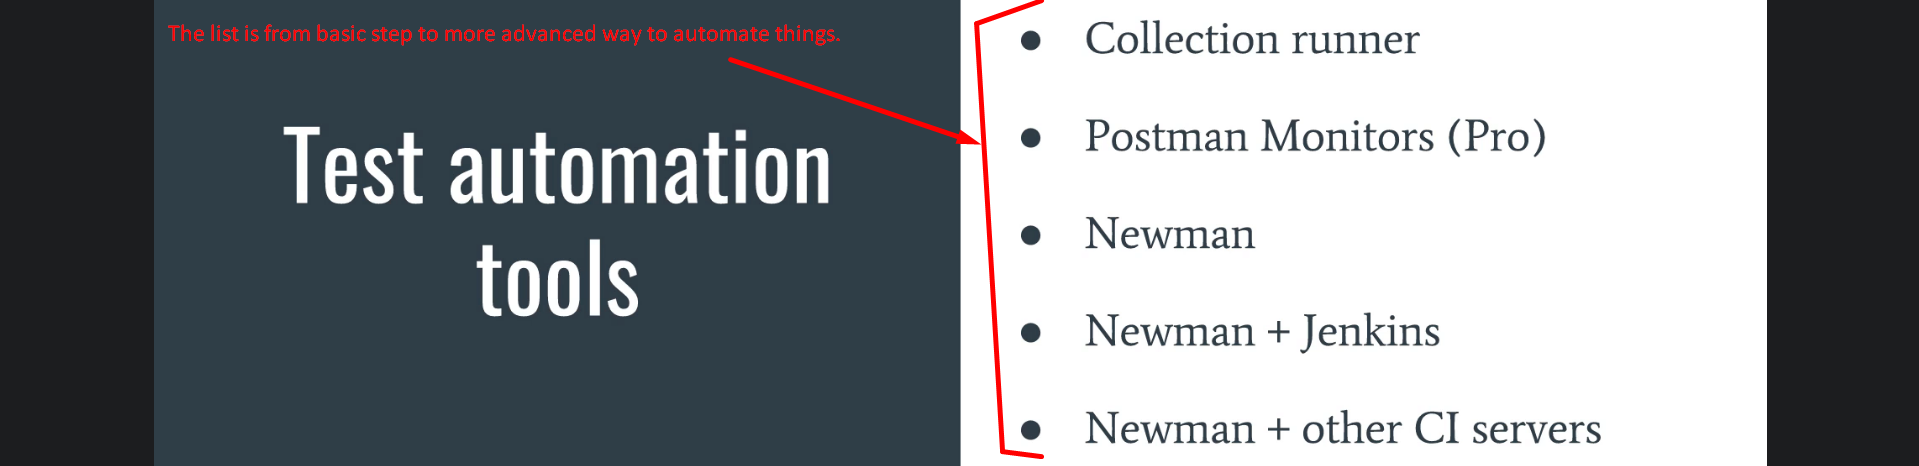 The list is from basic step to more advanced way to automate things.
Test automation
tools
● Collection runner
● Postman Monitors (Pro)
● Newman
● Newman + Jenkins
● Newman + other CI servers